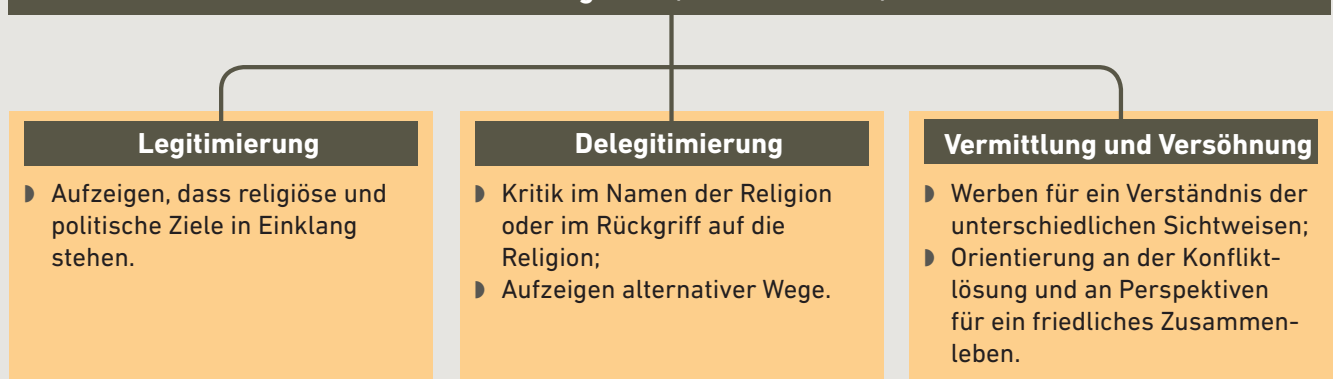 Legitimierung
Aufzeigen, dass religiöse und
politische Ziele in Einklang
stehen.
Delegitimierung
Kritik im Namen der Religion
oder im Rückgriff auf die
Religion;
Aufzeigen alternativer Wege.
Vermittlung und Versöhnung
Werben für ein Verständnis der
unterschiedlichen Sichtweisen;
Orientierung an der Konflikt-
lösung und an Perspektiven
für ein friedliches Zusammen-
leben.